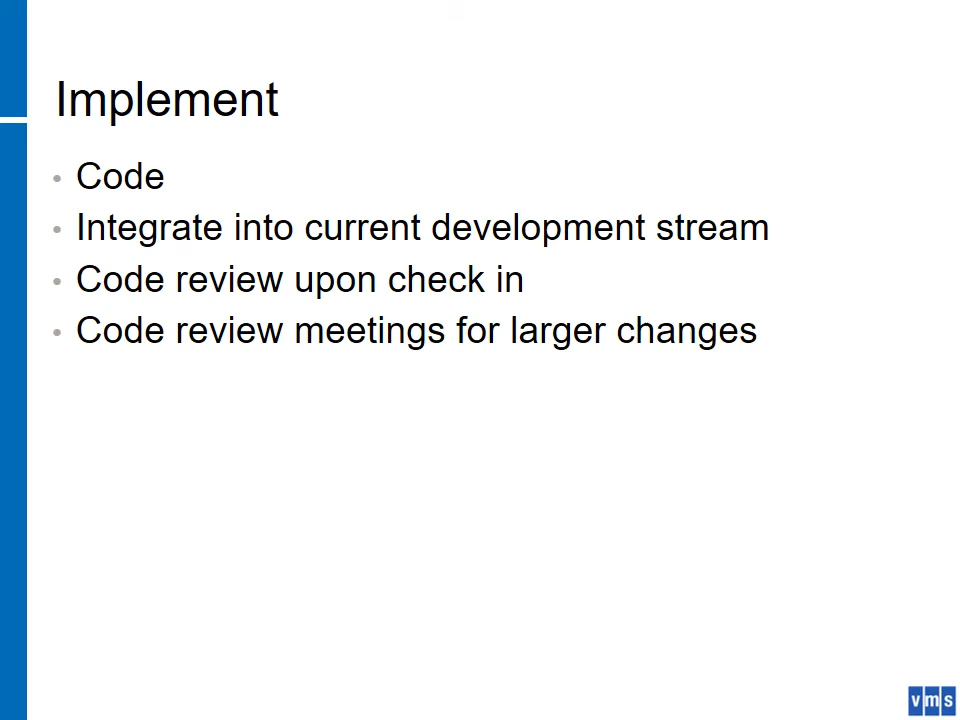 Implement
• Code
• Integrate into current development stream
• Code review upon check in
• Code review meetings for larger changes
vms